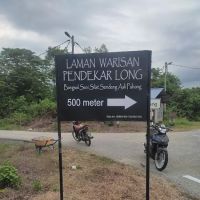 LAMAN WARISAN
PENDEKAR LONG
Bangsal Seni Silat Sendeng Asli Pahang
500 meter